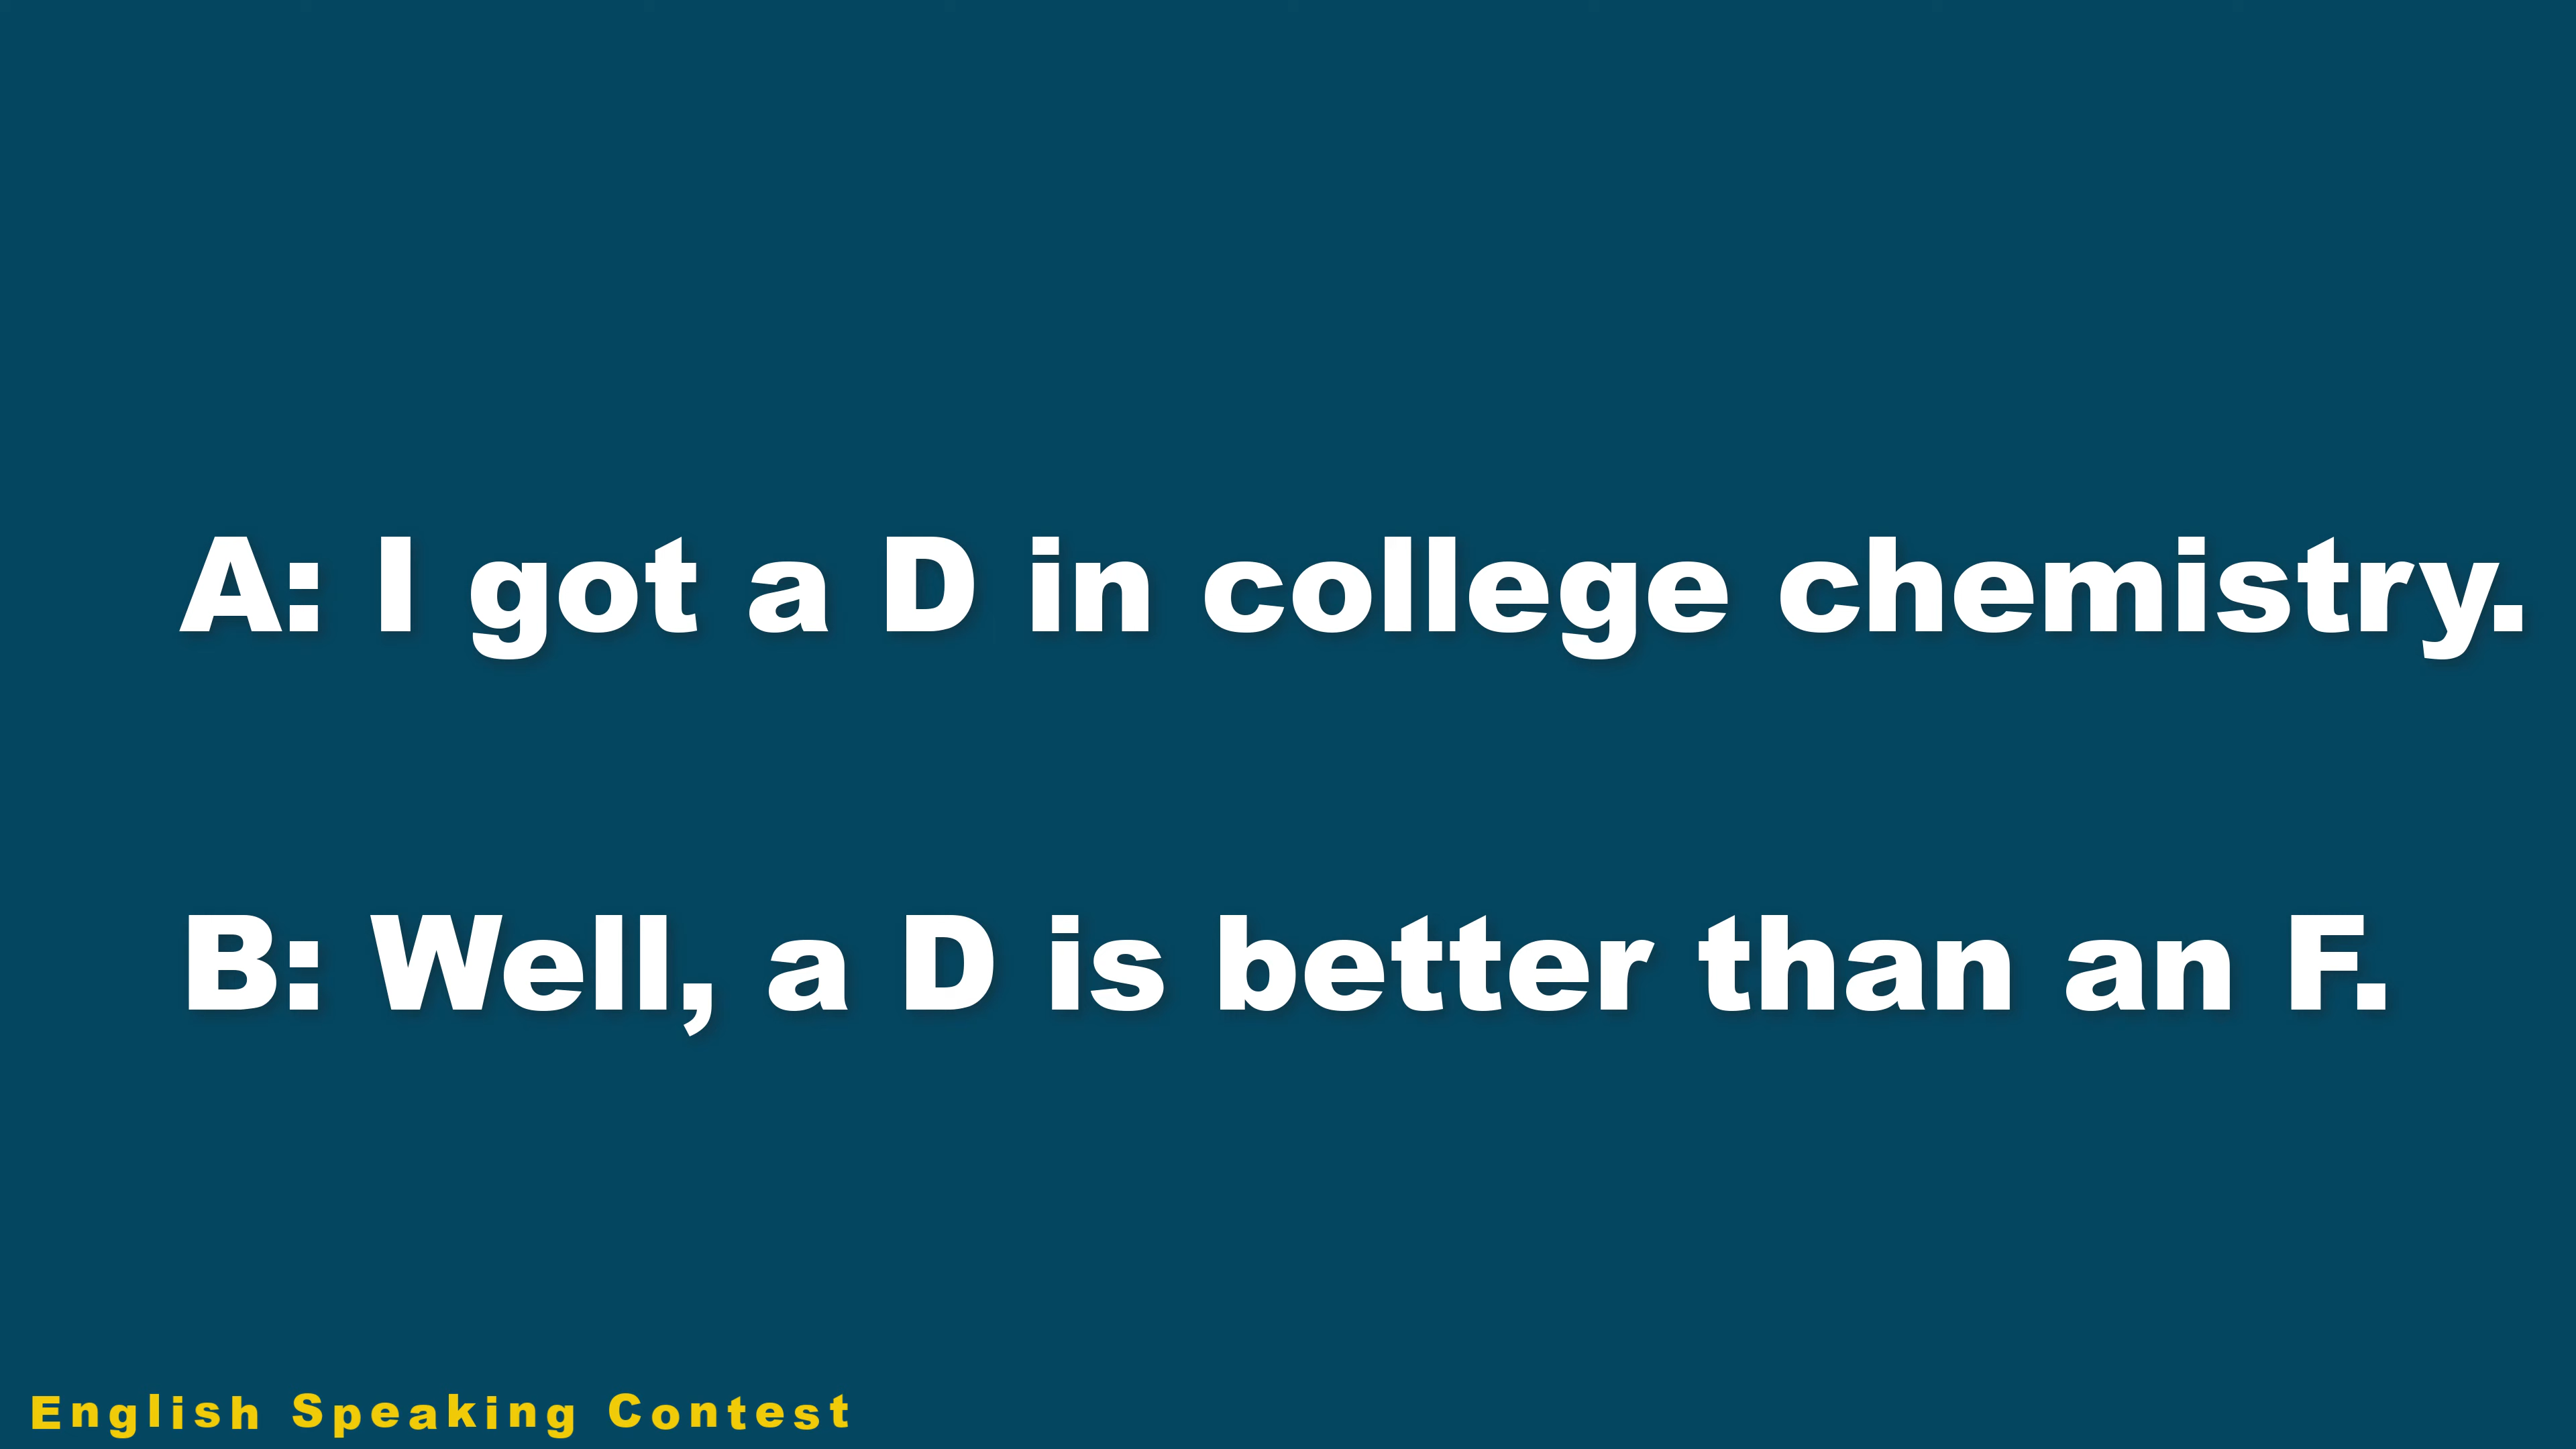 A: I got a D in college chemistry.
B: Well, a D is better than an F.
English Speaking Contest